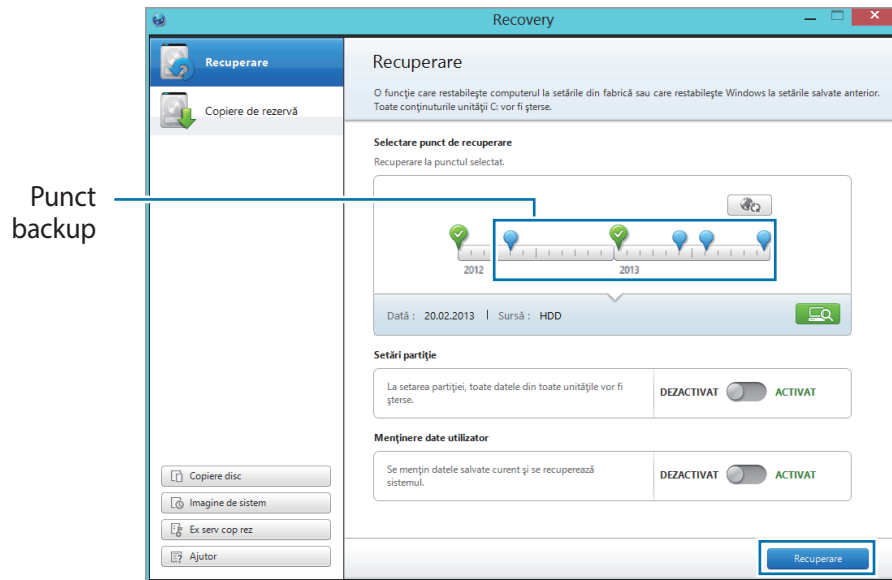 Recovery
Recuperare
Copiere de rezervă
Recuperare
O funcţie care restabileşte computerul la setările din fabrică sau care restabileşte Windows la setările salvate anterior.
Toate conţinuturile unităţii C: vor fi şterse.
Selectare punct de recuperare
Recuperare la punctul selectat.
Punct
backup
2012
2013
Dată : 20.02.2013 | Sursă : HDD
Setări partiţie
La setarea partiţiei, toate datele din toate unităţile vor fi
şterse.
DEZACTIVAT ACTIVAT
Menţinere date utilizator
Se menţin datele salvate curent şi se recuperează
sistemul.
DEZACTIVAT ACTIVAT
Copiere disc
Imagine de sistem
Ex serv cop rez
Ajutor
Recuperare